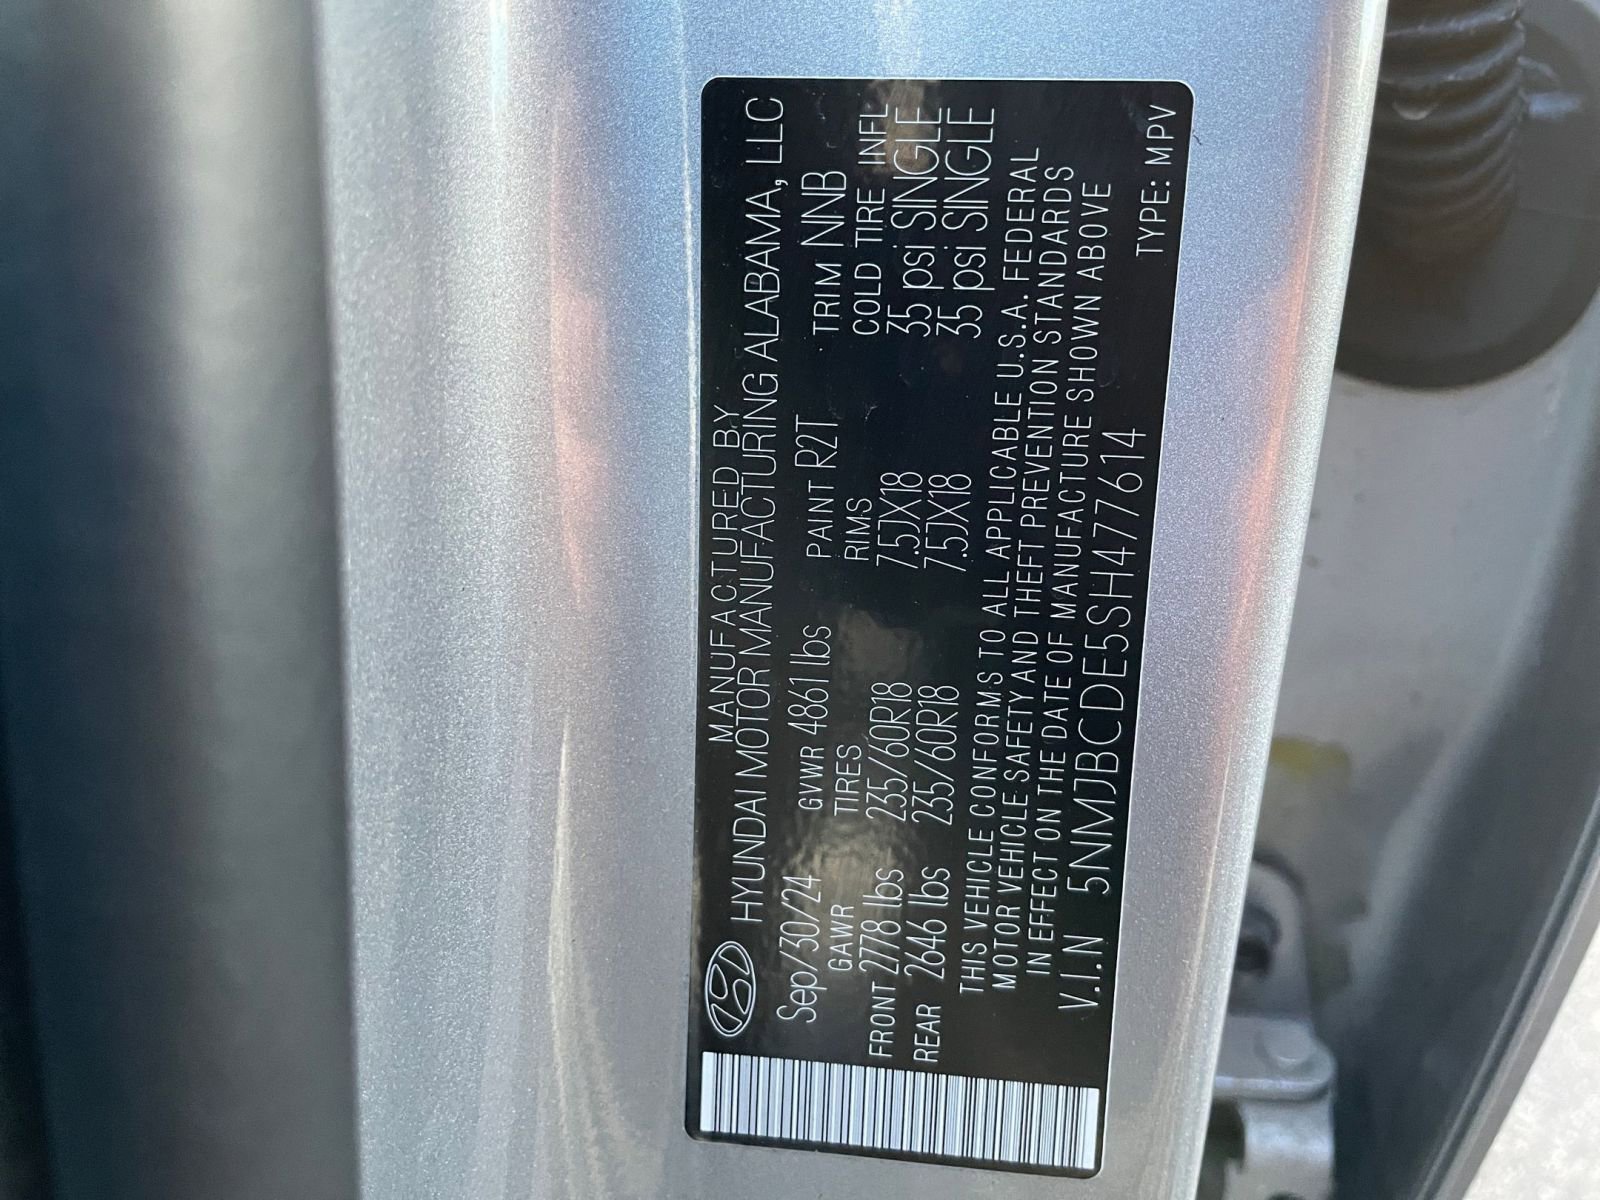 MANUFACTURED BY
HYUNDAI MOTOR MANUFACTURING ALABAMA, LLC
Sep/30/24 GVWR 4861 lbs PAINT R2T TRIM NNB
GAWR TIRES RIMS COLD TIRE INFL
FRONT 2778 lbs 235/60R18 7.5JX18 35 psi SINGLE
REAR 2646 lbs 235/60R18 7.5JX18 35 psi SINGLE
THIS VEHICLE CONFORMS TO ALL APPLICABLE U.S.A. FEDERAL
MOTOR VEHICLE SAFETY AND THEFT PREVENTION STANDARDS
IN EFFECT ON THE DATE OF MANUFACTURE SHOWN ABOVE
V.I.N 5NMJBCDE5SH477614 TYPE: MPV